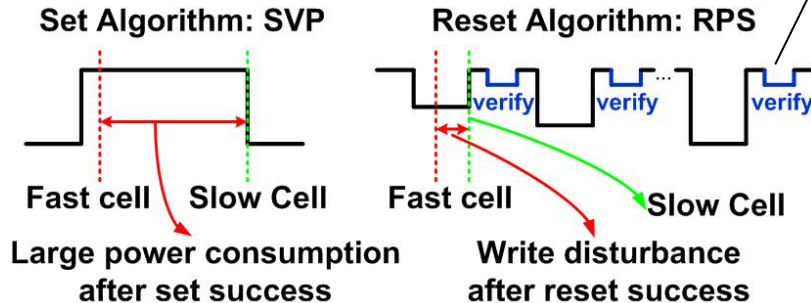 Set Algorithm: SVP
Reset Algorithm: RPS
verify
verify
...
verify
Fast cell
Slow Cell
Fast cell
Slow Cell
Large power consumption
after set success
Write disturbance
after reset success